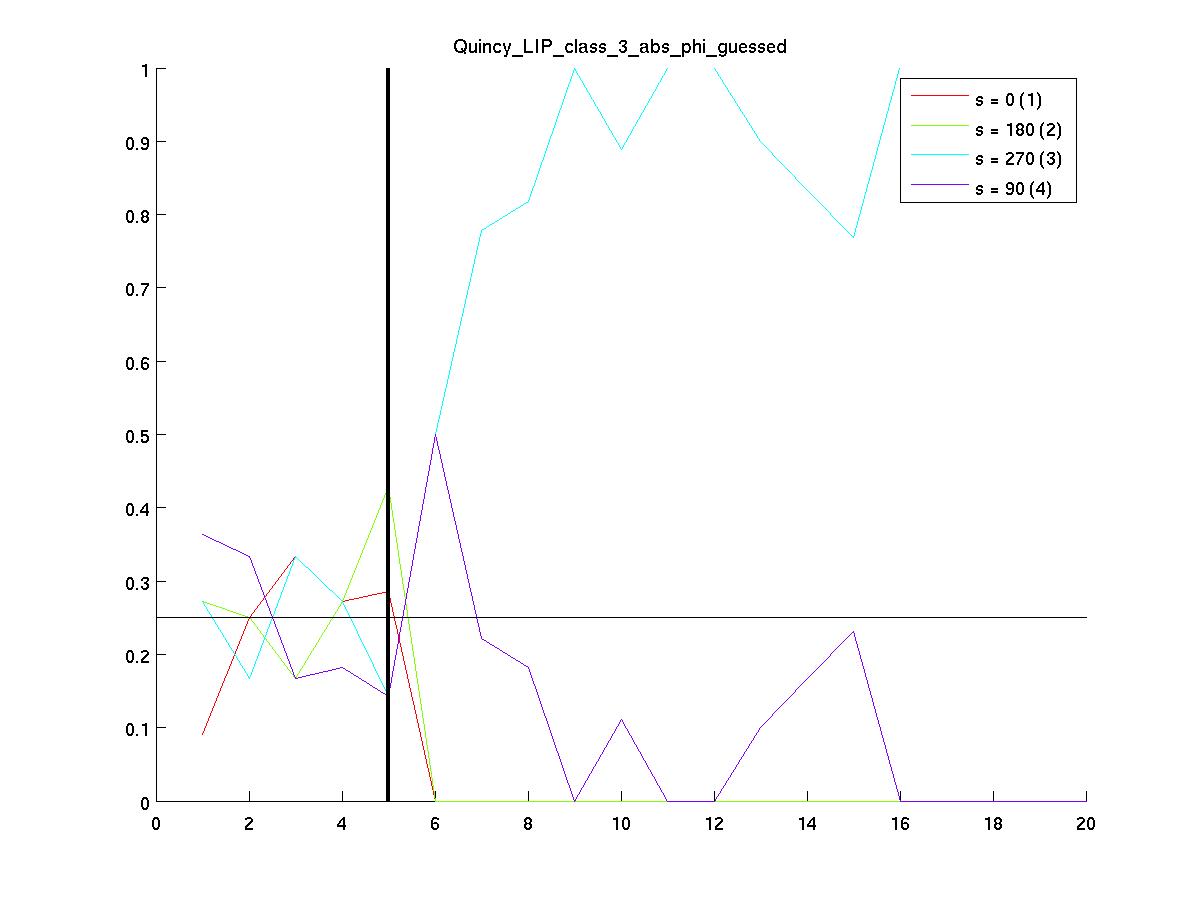 Quincy_LIP_class_3_abs_phi_guessed
1
0.9
0.8
0.7
0.6
0.5
0.4
0.3
0.2
0.1
0
0 2 4 6 8 10 12 14 16 18 20
s = 0 (1)
s = 180 (2)
s = 270 (3)
s = 90 (4)